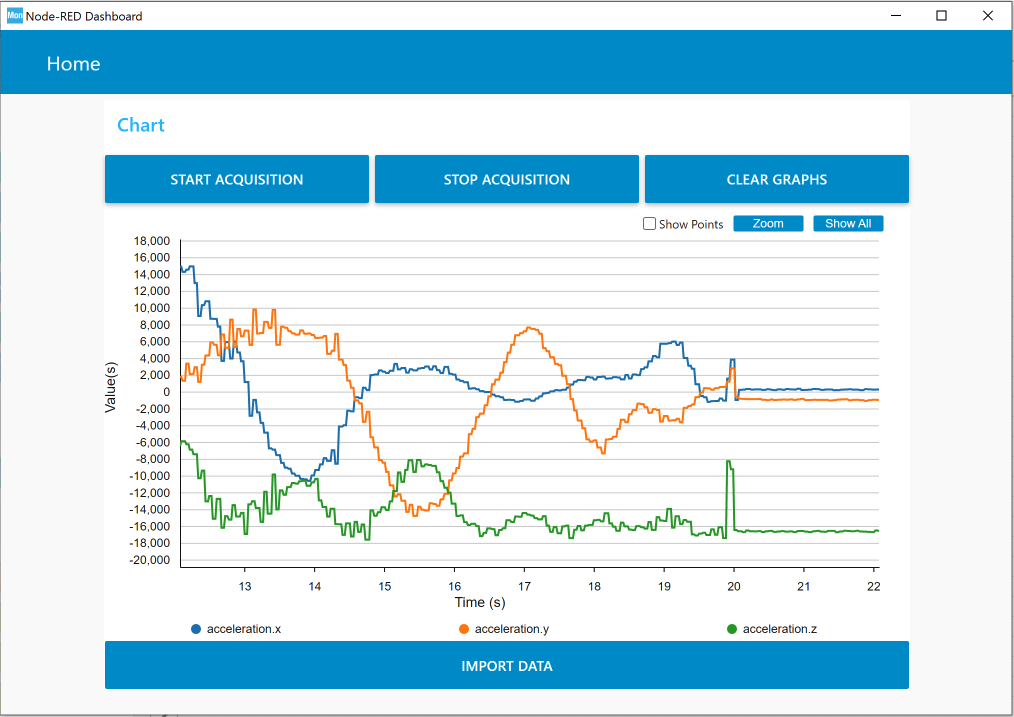 Mon Node-RED Dashboard
Home
Chart
START ACQUISITION STOP ACQUISITION CLEAR GRAPHS
Show Points Zoom Show All
18,000
16,000
14,000
12,000
10,000
8,000
6,000
4,000
2,000
0
-2,000
-4,000
-6,000
-8,000
-10,000
-12,000
-14,000
-16,000
-18,000
-20,000
Value(s)
13 14 15 16 17 18 19 20 21 22
Time (s)
acceleration.x acceleration.y acceleration.z
IMPORT DATA